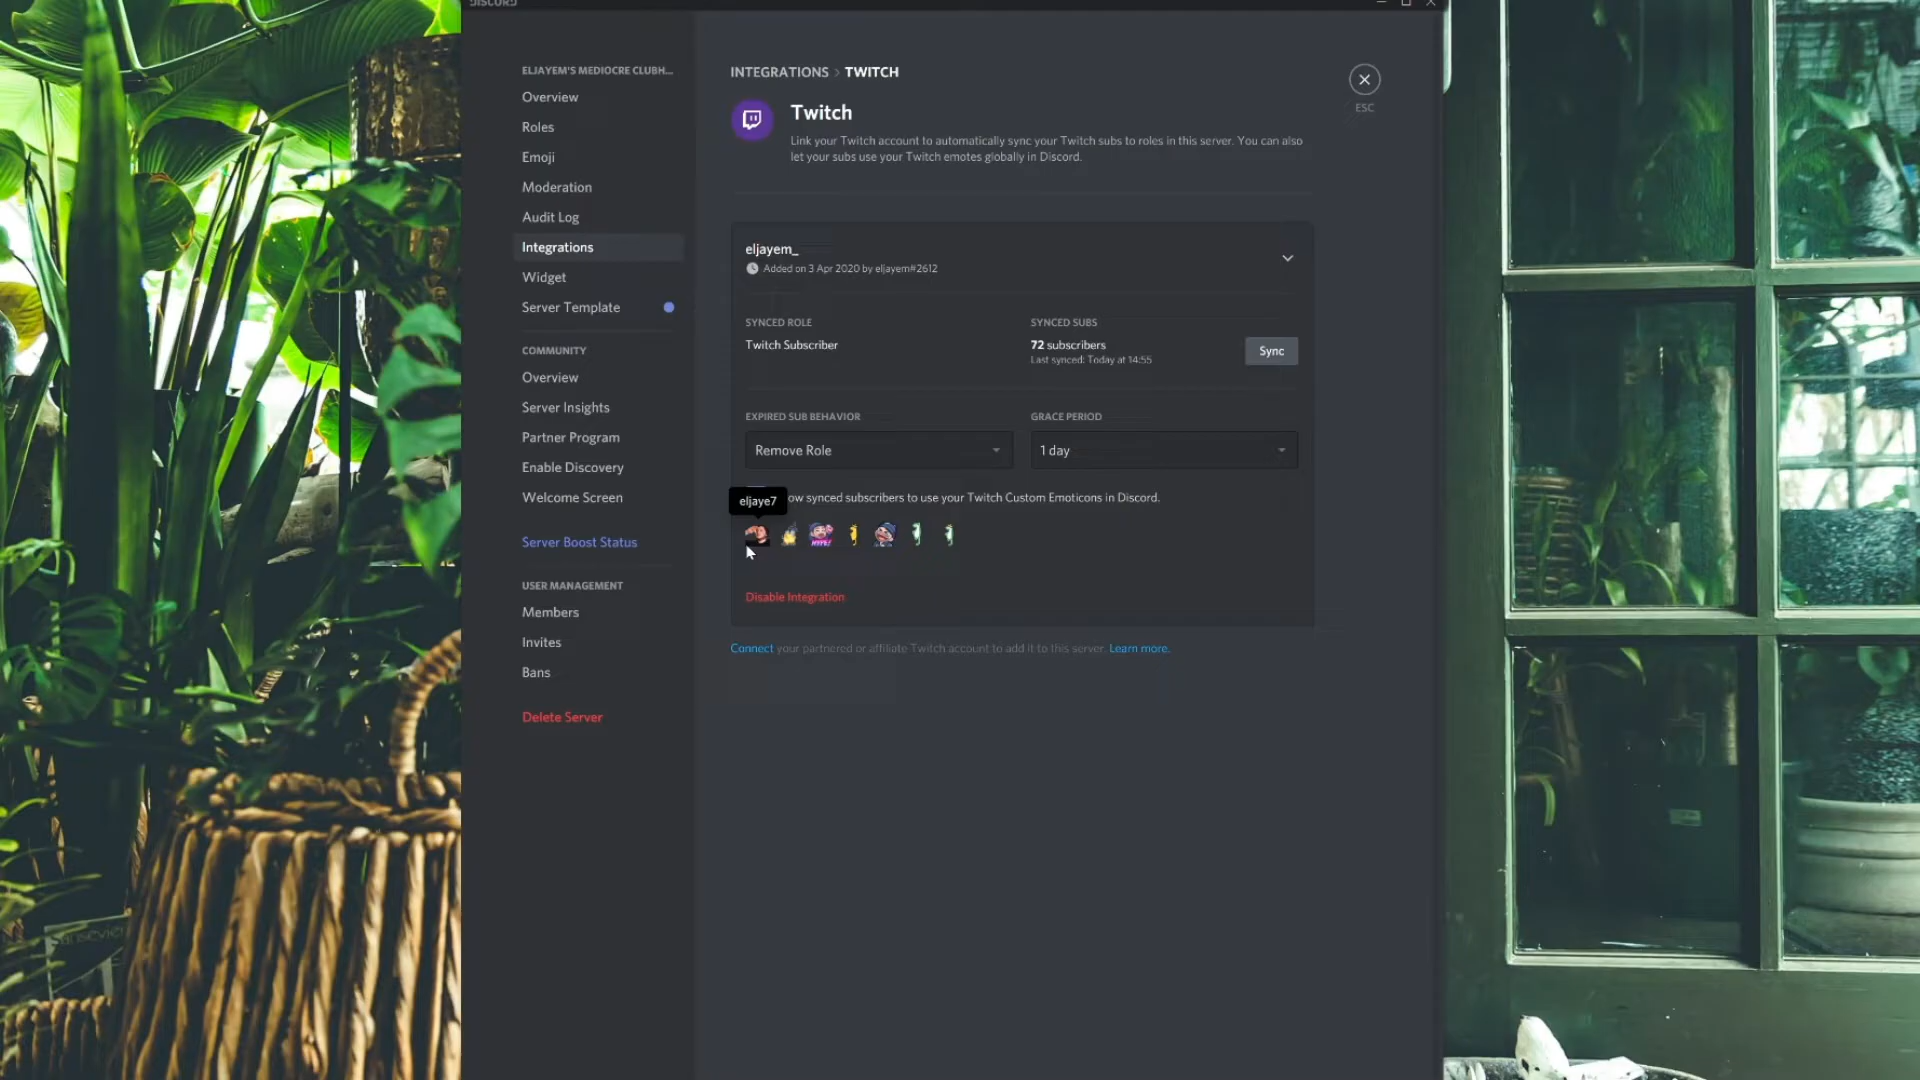 DISCORD
ELJAYEM'S MEDIOCRE CLUBH...
Overview
Roles
Emoji
Moderation
Audit Log
Integrations
Widget
Server Template
COMMUNITY
Overview
Server Insights
Partner Program
Enable Discovery
Welcome Screen
Server Boost Status
USER MANAGEMENT
Members
Invites
Bans
Delete Server
INTEGRATIONS > TWITCH
ESC
Twitch
Link your Twitch account to automatically sync your Twitch subs to roles in this server. You can also
let your subs use your Twitch emotes globally in Discord.
eljayem_
Added on 3 Apr 2020 by eljayem#2612
SYNCED ROLE
Twitch Subscriber
SYNCED SUBS
72 subscribers
Last synced: Today at 14:55
Sync
EXPIRED SUB BEHAVIOR
Remove Role
GRACE PERIOD
1 day
eljaye7
ow synced subscribers to use your Twitch Custom Emoticons in Discord.
HYPE!
Disable Integration
Connect your partnered or affiliate Twitch account to add it to this server. Learn more.